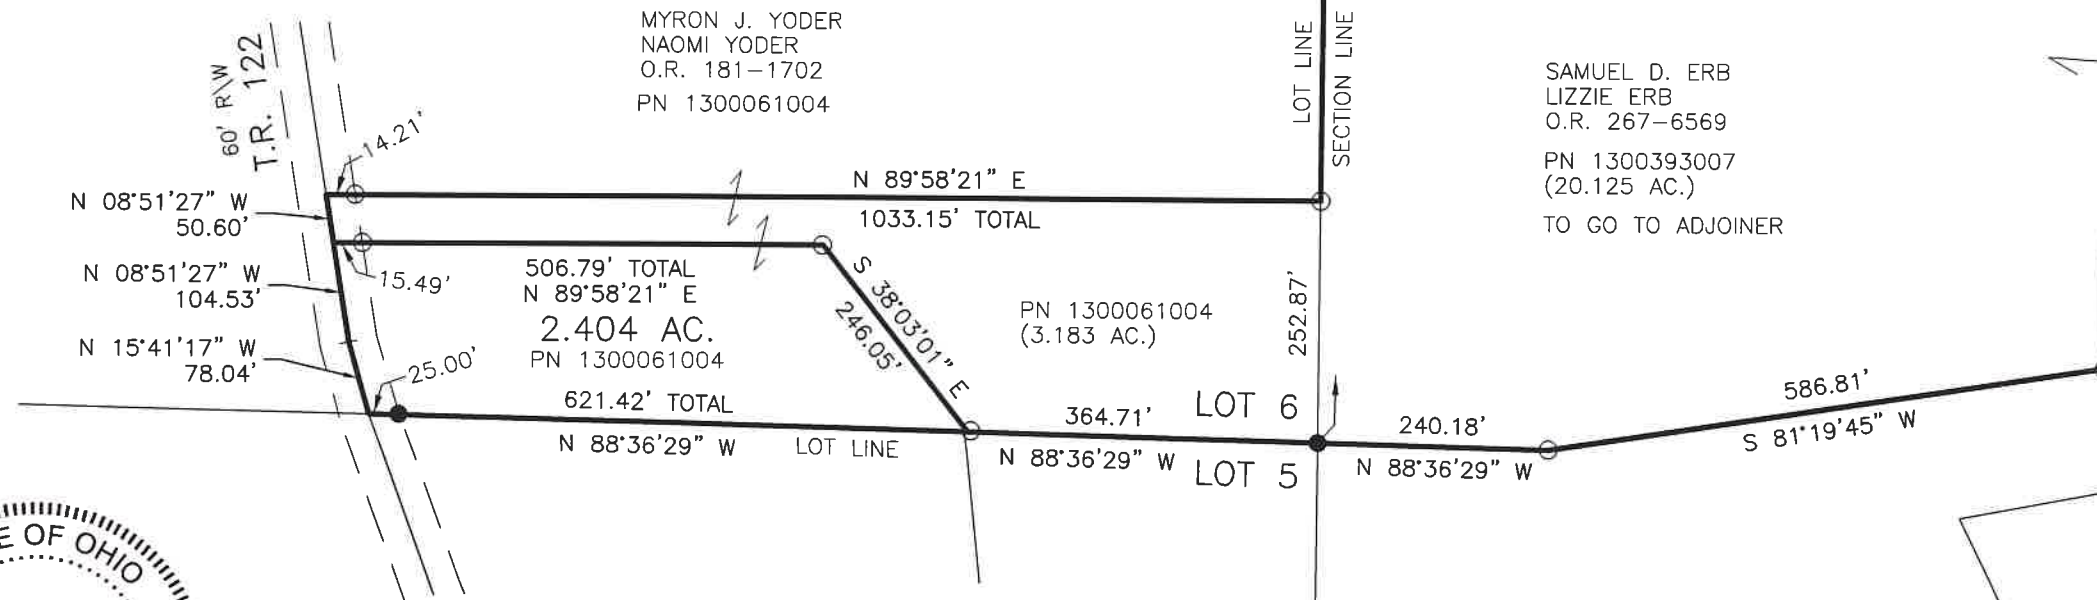 MYRON J. YODER
NAOMI YODER
O.R. 181-1702
PN 1300061004
LOT LINE
SECTION LINE
SAMUEL D. ERB
LIZZIE ERB
O.R. 267-6569
PN 1300393007
(20.125 AC.)
TO GO TO ADJOINER
60' R\W
T.R. 122
14.21'
N 89°58'21" E
1033.15' TOTAL
N 08°51'27" W
50.60'
N 08°51'27" W
104.53'
N 15°41'17" W
78.04'
15.49'
506.79' TOTAL
N 89°58'21" E
2.404 AC.
PN 1300061004
25.00'
S 38°03'01" E
246.05'
PN 1300061004
(3.183 AC.)
252.87'
621.42' TOTAL
N 88°36'29" W
LOT LINE
364.71'
N 88°36'29" W
LOT 6
LOT 5
240.18'
N 88°36'29" W
586.81'
S 81°19'45" W
E OF OHIO